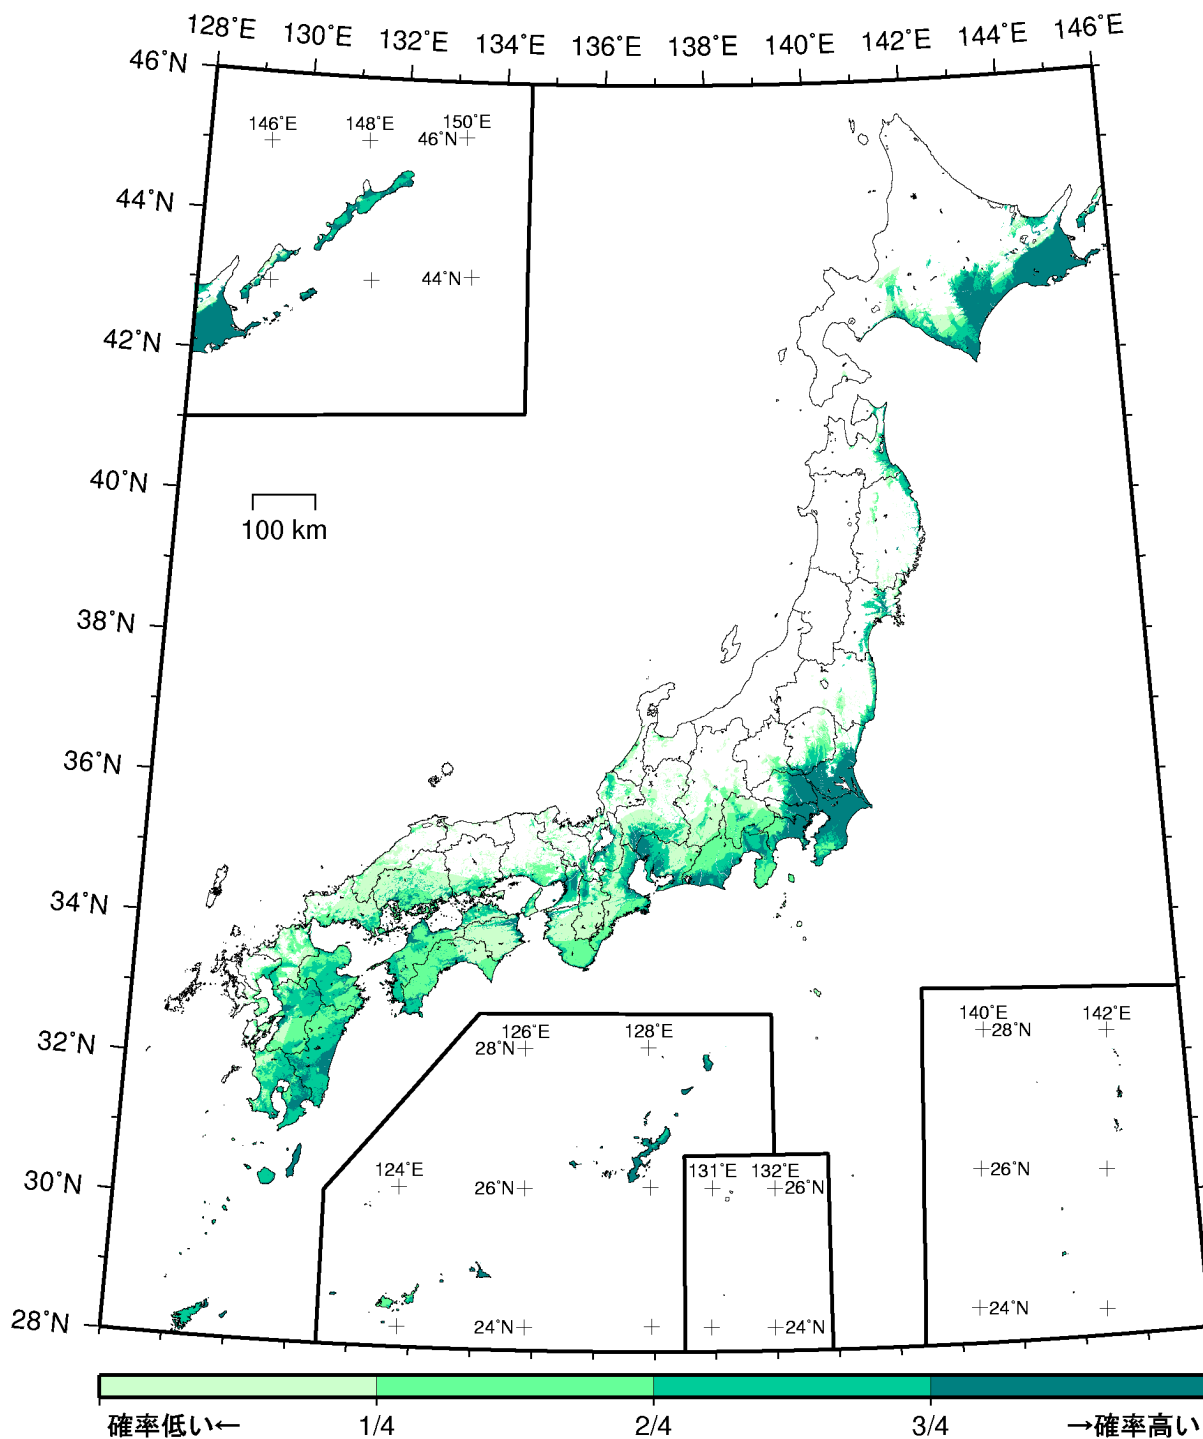 128°E 130°E 132°E 134°E 136°E 138°E 140°E 142°E 144°E 146°E
46°N
146°E 148°E 150°E
46°N
44°N
44°N
42°N
40°N
100 km
38°N
36°N
34°N
32°N
126°E 128°E
28°N
140°E 142°E
28°N
124°E
30°N
26°N
131°E 132°E
26°N
26°N
28°N
24°N
24°N
24°N
確率低い← 1/4 2/4 3/4 →確率高い